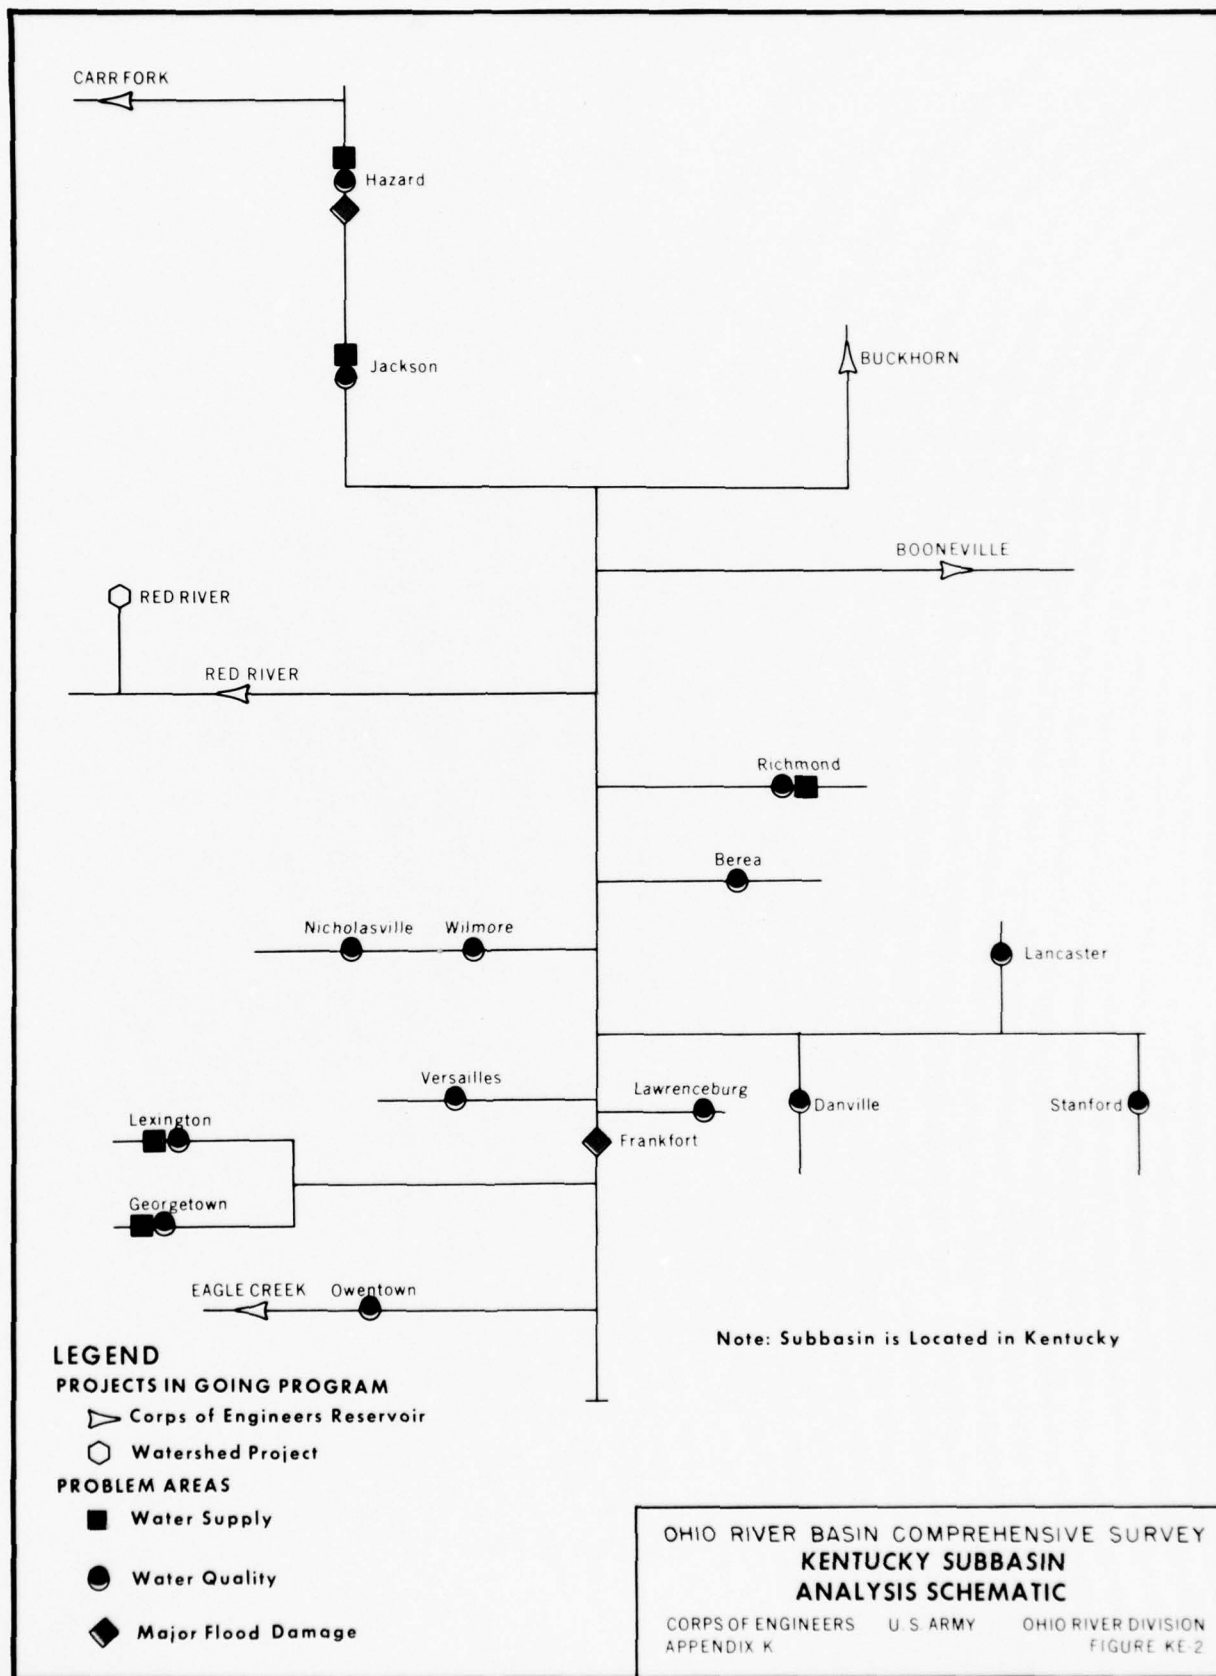 CARR FORK
Hazard
Jackson
BUCKHORN
BOONEVILLE
RED RIVER
RED RIVER
Richmond
Berea
Nicholasville Wilmore
Lancaster
Versailles
Lawrenceburg
Lexington
Danville
Stanford
Frankfort
Georgetown
EAGLE CREEK Owentown
Note: Subbasin is Located in Kentucky
LEGEND
PROJECTS IN GOING PROGRAM
Corps of Engineers Reservoir
Watershed Project
PROBLEM AREAS
Water Supply
Water Quality
Major Flood Damage
OHIO RIVER BASIN COMPREHENSIVE SURVEY
KENTUCKY SUBBASIN
ANALYSIS SCHEMATIC
CORPS OF ENGINEERS U.S. ARMY OHIO RIVER DIVISION
APPENDIX K FIGURE KE-2